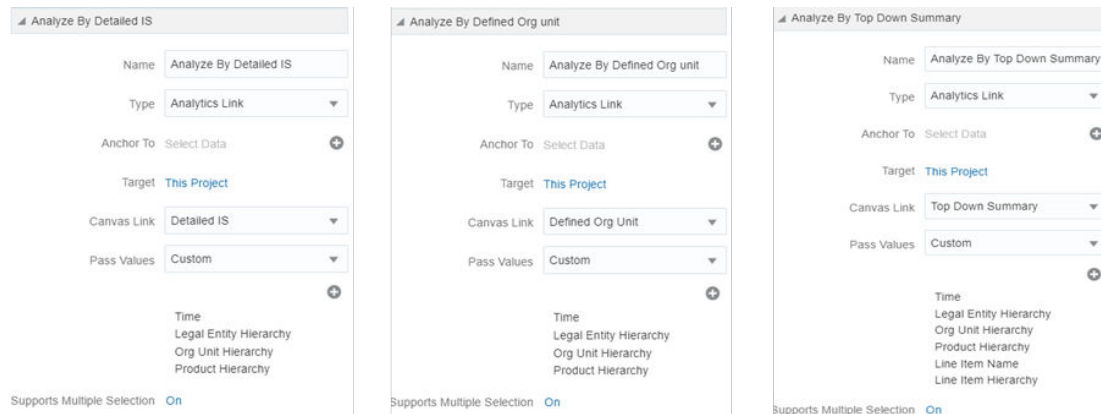 Analyze By Detailed IS
Name Analyze By Detailed IS
Type Analytics Link
Anchor To Select Data
Target This Project
Canvas Link Detailed IS
Pass Values Custom
Time
Legal Entity Hierarchy
Org Unit Hierarchy
Product Hierarchy
Supports Multiple Selection On
Analyze By Defined Org unit
Name Analyze By Defined Org unit
Type Analytics Link
Anchor To Select Data
Target This Project
Canvas Link Defined Org Unit
Pass Values Custom
Time
Legal Entity Hierarchy
Org Unit Hierarchy
Product Hierarchy
Supports Multiple Selection On
Analyze By Top Down Summary
Name Analyze By Top Down Summary
Type Analytics Link
Anchor To Select Data
Target This Project
Canvas Link Top Down Summary
Pass Values Custom
Time
Legal Entity Hierarchy
Org Unit Hierarchy
Product Hierarchy
Line Item Name
Line Item Hierarchy
Supports Multiple Selection On